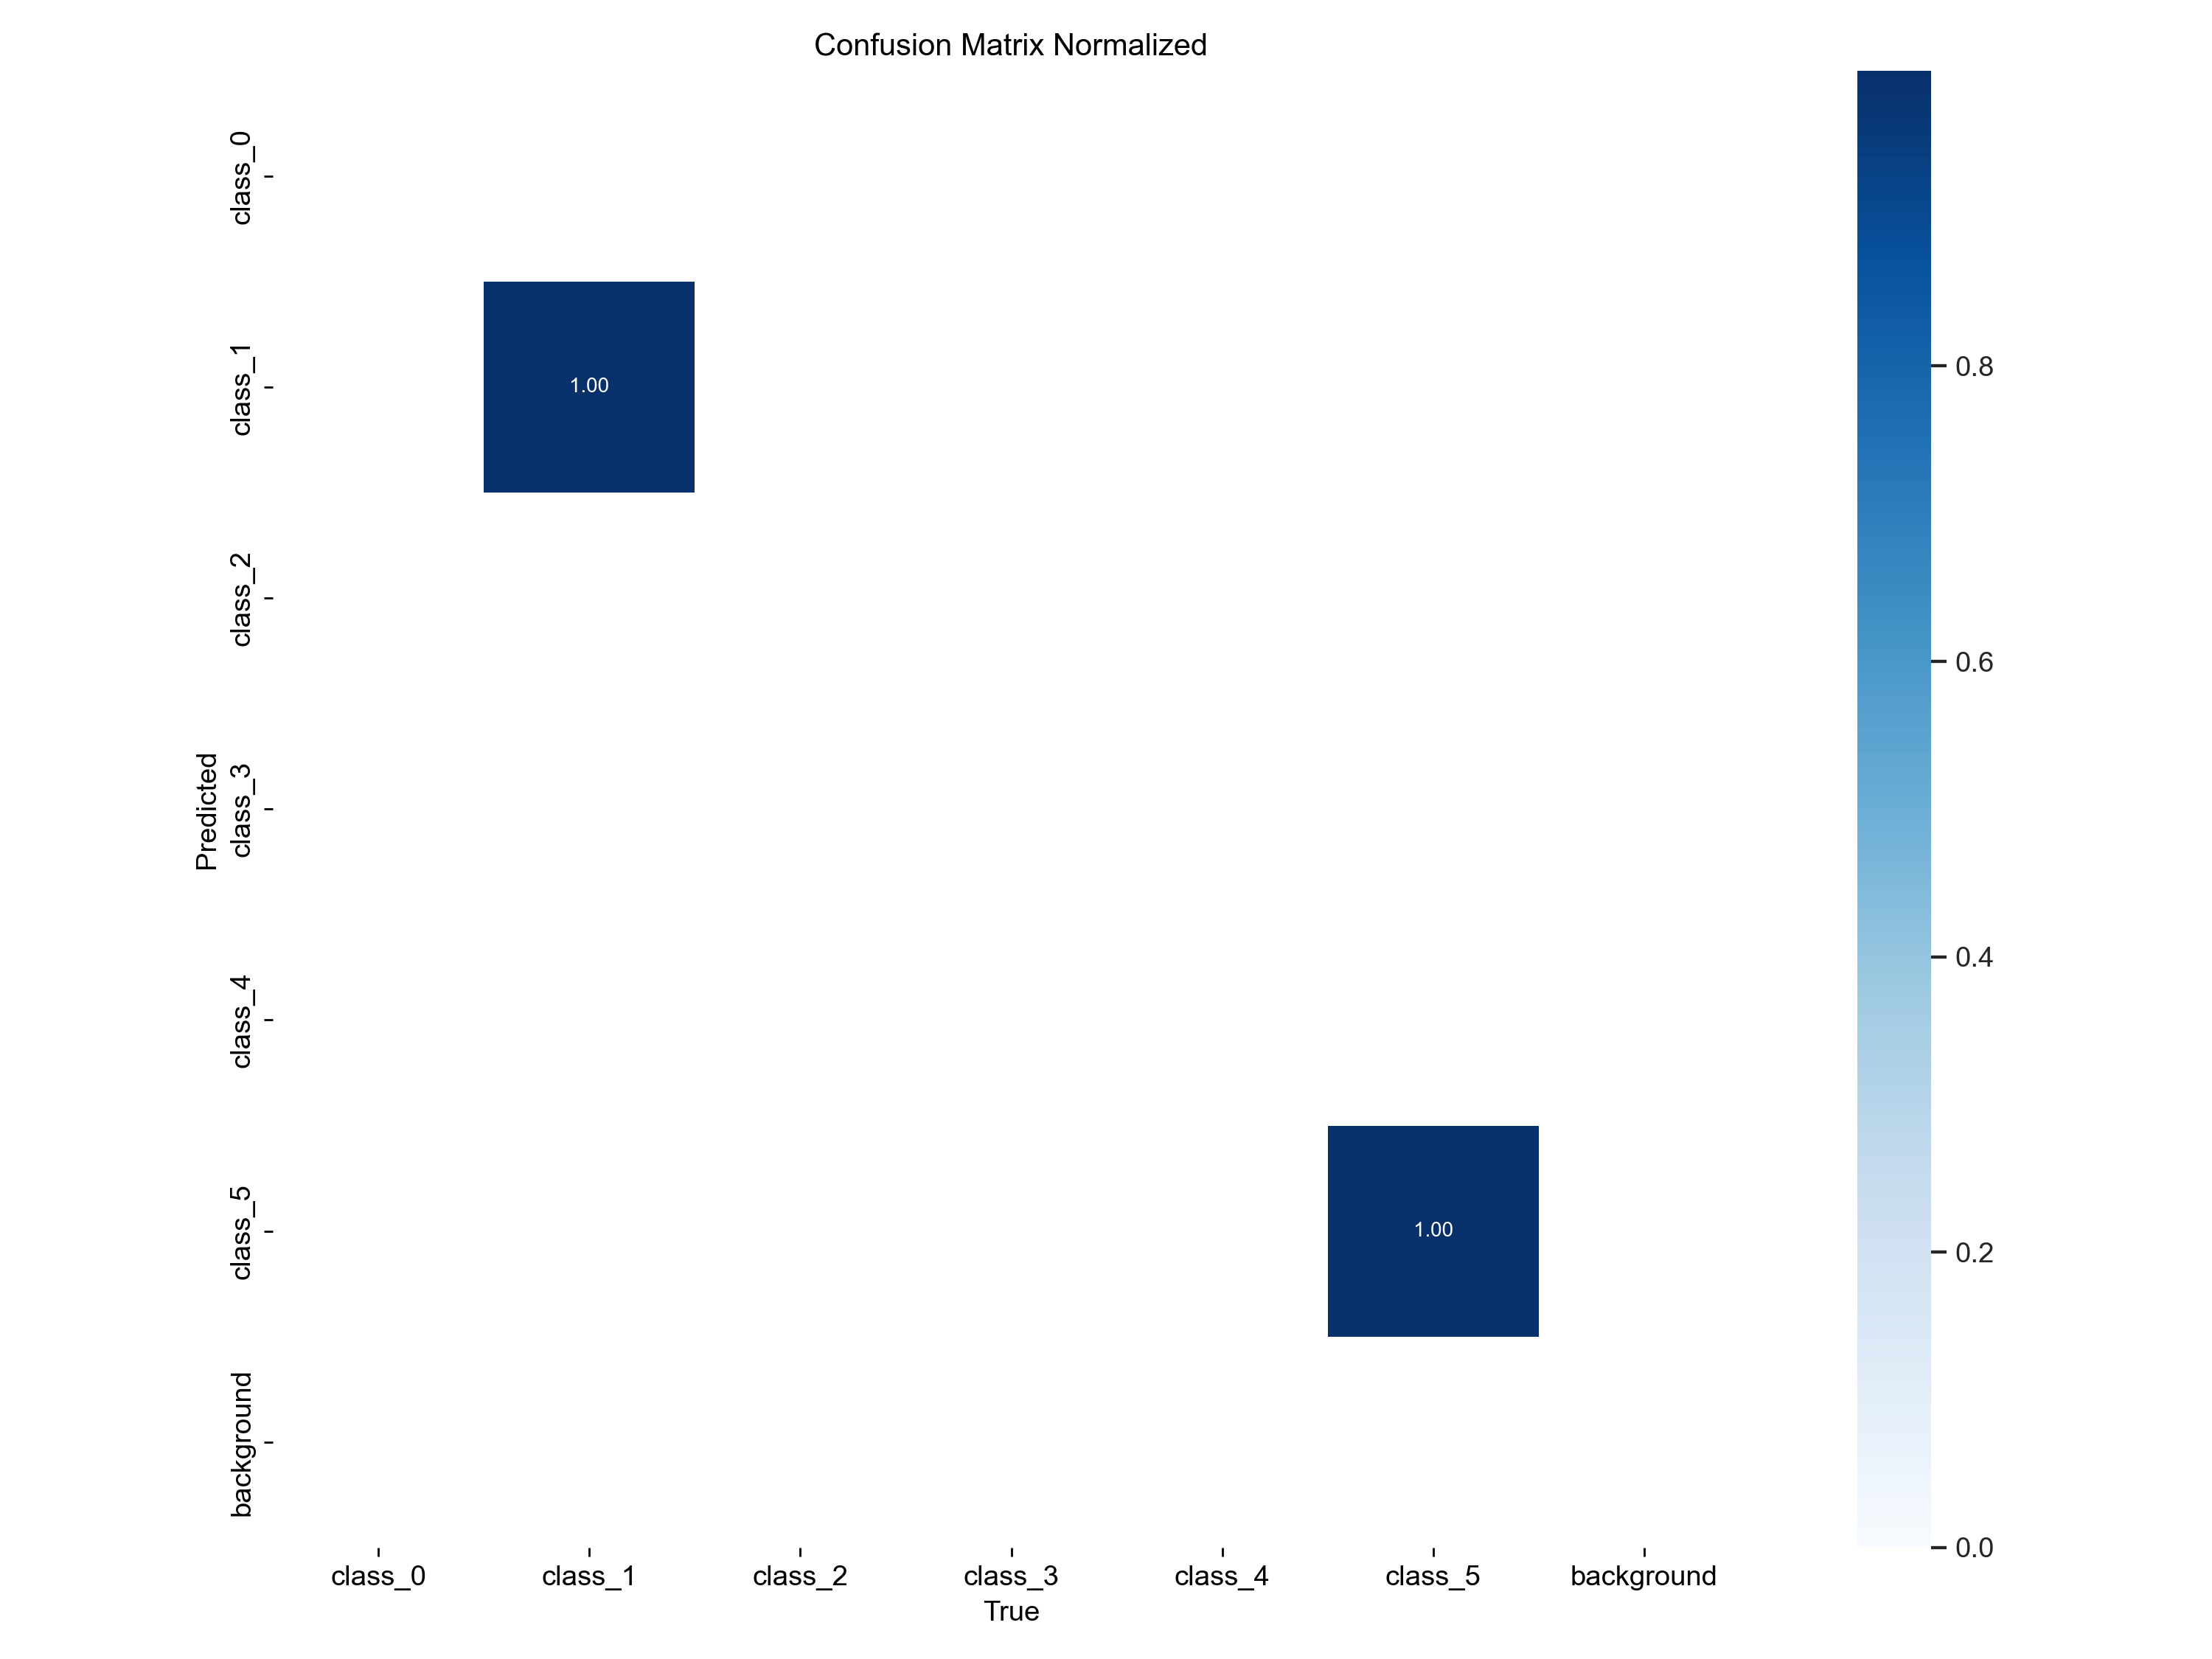 Confusion Matrix Normalized
Predicted
class_0
class_1
class_2
class_3
class_4
class_5
background
1.00
1.00
class_0 class_1 class_2 class_3 class_4 class_5 background
True
0.8
0.6
0.4
0.2
0.0